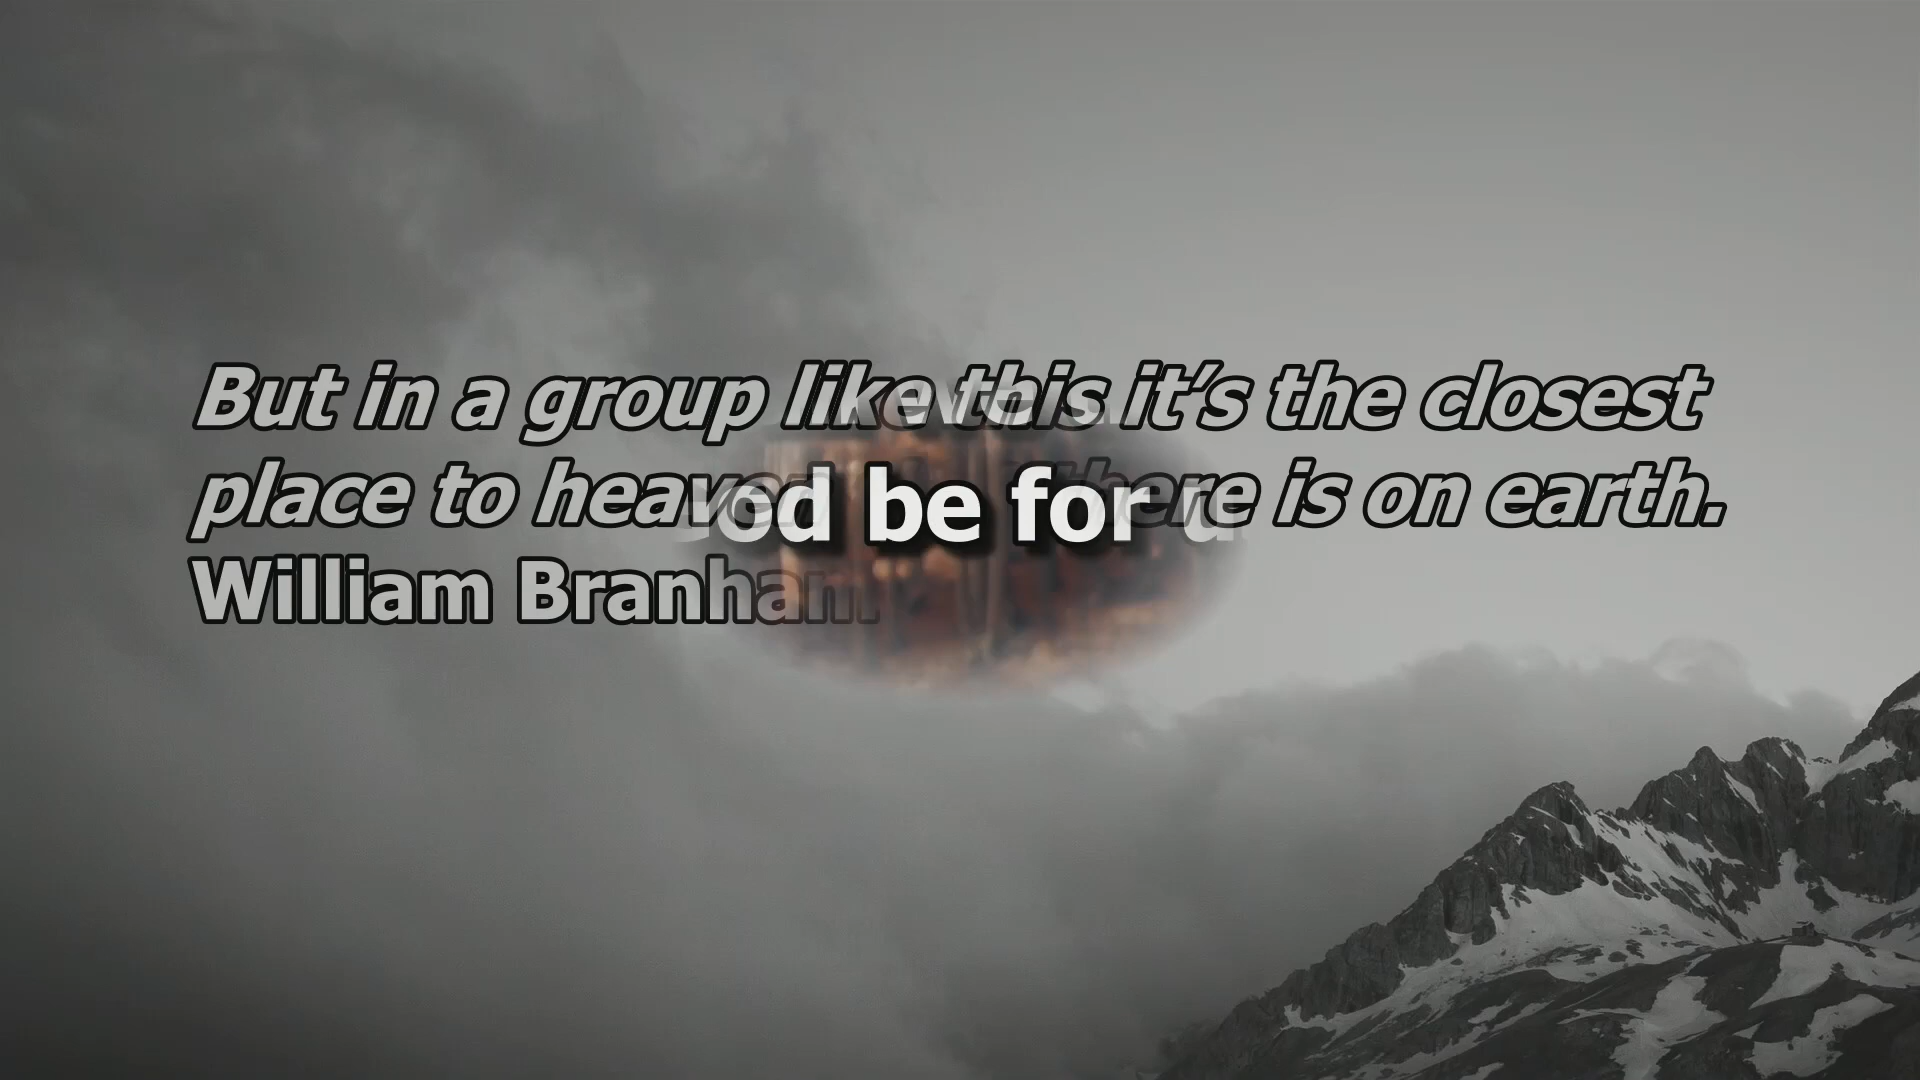 But in a group like this it's the closest
place to heaven there is on earth.
William Branham
od be for u